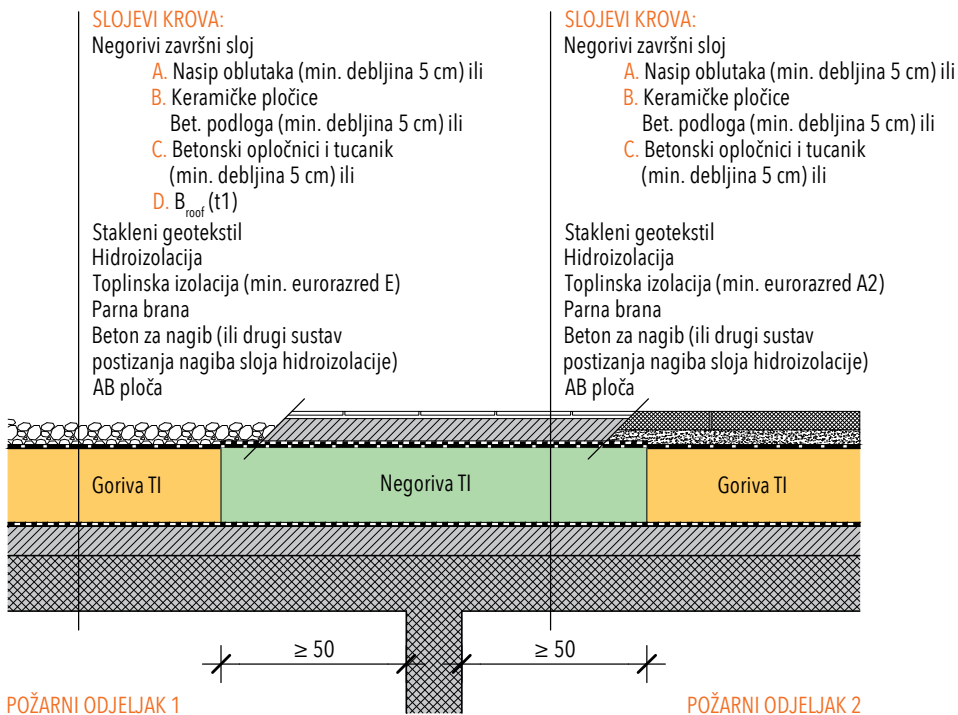 SLOJEVI KROVA:
Negorivi završni sloj
A. Nasip oblutaka (min. debljina 5 cm) ili
B. Keramičke pločice
Bet. podloga (min. debljina 5 cm) ili
C. Betonski opločnici i tucanik
(min. debljina 5 cm) ili
D. Broof (t1)
Stakleni geotekstil
Hidroizolacija
Toplinska izolacija (min. eurorazred E)
Parna brana
Beton za nagib (ili drugi sustav
postizanja nagiba sloja hidroizolacije)
AB ploča
SLOJEVI KROVA:
Negorivi završni sloj
A. Nasip oblutaka (min. debljina 5 cm) ili
B. Keramičke pločice
Bet. podloga (min. debljina 5 cm) ili
C. Betonski opločnici i tucanik
(min. debljina 5 cm) ili
Stakleni geotekstil
Hidroizolacija
Toplinska izolacija (min. eurorazred A2)
Parna brana
Beton za nagib (ili drugi sustav
postizanja nagiba sloja hidroizolacije)
AB ploča
Goriva TI
Negoriva TI
Goriva TI
≥ 50
≥ 50
POŽARNI ODJELJAK 1
POŽARNI ODJELJAK 2